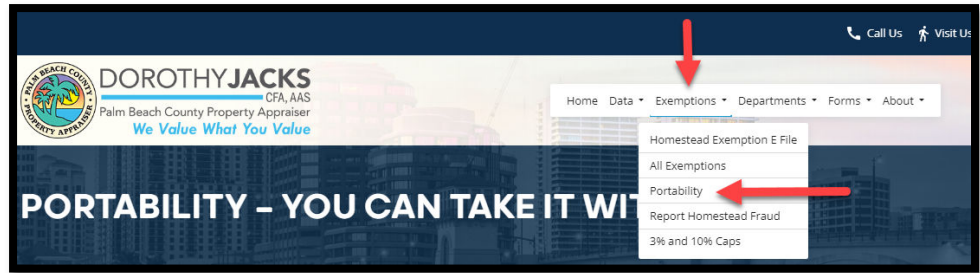 Call Us Visit Us
PALM BEACH COUNTY
PROPERTY APPRAISER
DOROTHYJACKS
CFA, AAS
Palm Beach County Property Appraiser
We Value What You Value
Home Data Exemptions Departments Forms About
Homestead Exemption E File
All Exemptions
Portability
Report Homestead Fraud
3% and 10% Caps
PORTABILITY – YOU CAN TAKE IT WIT